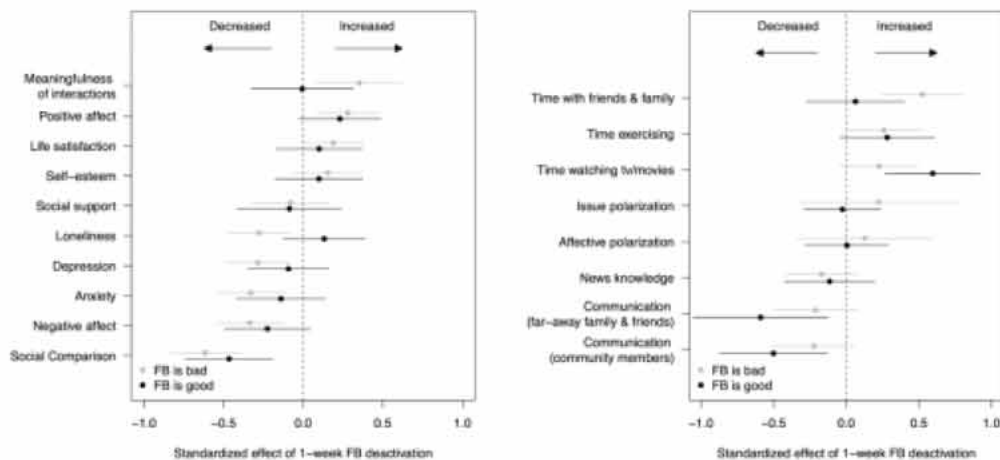 Decreased Increased
Meaningfulness
of interactions
Positive affect
Life satisfaction
Self-esteem
Social support
Loneliness
Depression
Anxiety
Negative affect
Social Comparison
FB is bad
FB is good
-1.0 -0.5 0.0 0.5 1.0
Standardized effect of 1-week FB deactivation
Decreased Increased
Time with friends & family
Time exercising
Time watching tv/movies
Issue polarization
Affective polarization
News knowledge
Communication
(far-away family & friends)
Communication
(community members)
FB is bad
FB is good
-1.0 -0.5 0.0 0.5 1.0
Standardized effect of 1-week FB deactivation